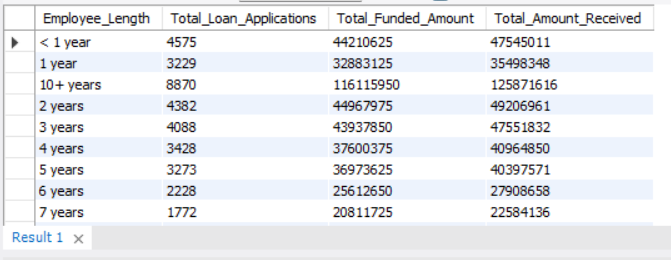 Employee_Length Total_Loan_Applications Total_Funded_Amount Total_Amount_Received
< 1 year 4575 44210625 47545011
1 year 3229 32883125 35498348
10+ years 8870 116115950 125871616
2 years 4382 44967975 49206961
3 years 4088 43937850 47551832
4 years 3428 37600375 40964850
5 years 3273 36973625 40397571
6 years 2228 25612650 27908658
7 years 1772 20811725 22584136
Result 1